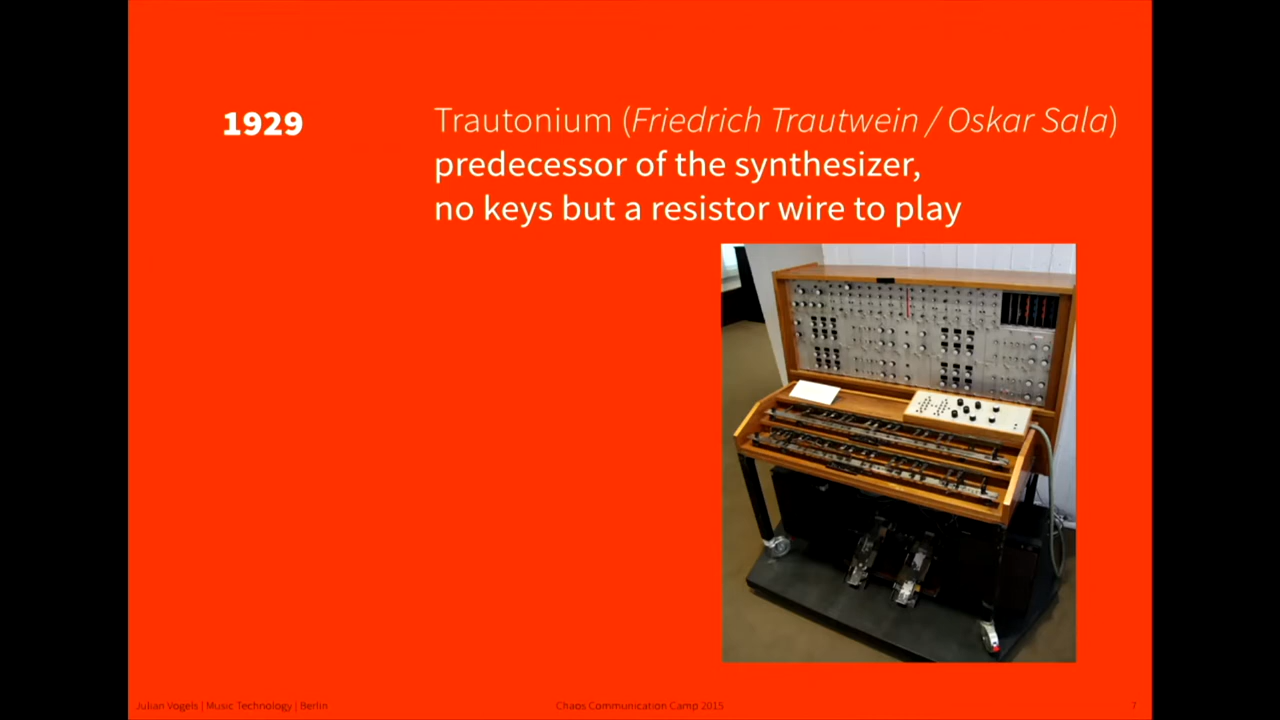 1929
Trautonium (Friedrich Trautwein / Oskar Sala)
predecessor of the synthesizer,
no keys but a resistor wire to play
Julian Vogels | Music Technology | Berlin
Chaos Communication Camp 2015
7